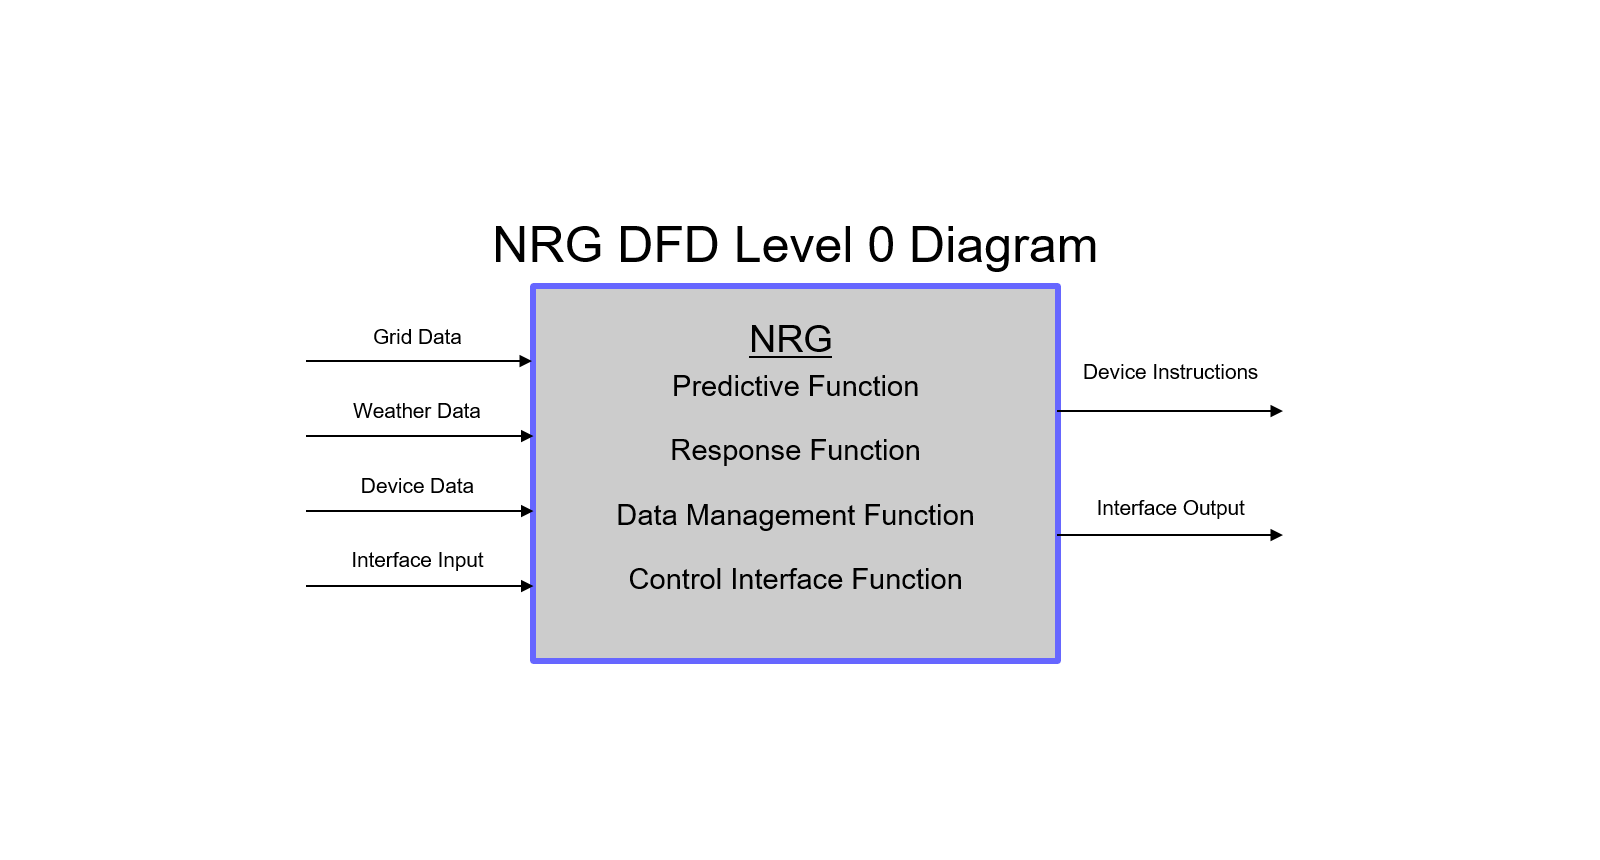 NRG DFD Level 0 Diagram
NRG
Predictive Function
Response Function
Data Management Function
Control Interface Function
Grid Data
Weather Data
Device Data
Interface Input
Device Instructions
Interface Output